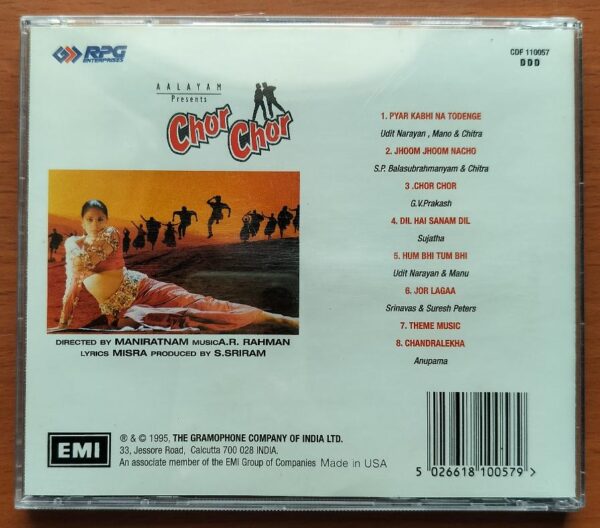 RPG
ENTERPRISES
CDF 110057
D D D
AALAYAM
Presents
Chor
Chor
1. PYAR KABHI NA TODENGE
Udit Narayan , Mano & Chitra
2. JHOOM JHOOM NACHO
S.P. Balasubrahmanyam & Chitra
3 .CHOR CHOR
G.V.Prakash
4. DIL HAI SANAM DIL
Sujatha
5. HUM BHI TUM BHI
Udit Narayan & Manu
6. JOR LAGAA
Srinavas & Suresh Peters
7. THEME MUSIC
8. CHANDRALEKHA
Anupama
DIRECTED BY MANIRATNAM MUSIC A.R. RAHMAN
LYRICS MISRA PRODUCED BY S.SRIRAM
EMI
℗ & © 1995, THE GRAMOPHONE COMPANY OF INDIA LTD.
33, Jessore Road, Calcutta 700 028 INDIA.
An associate member of the EMI Group of Companies Made in USA
5 026618 100579 >